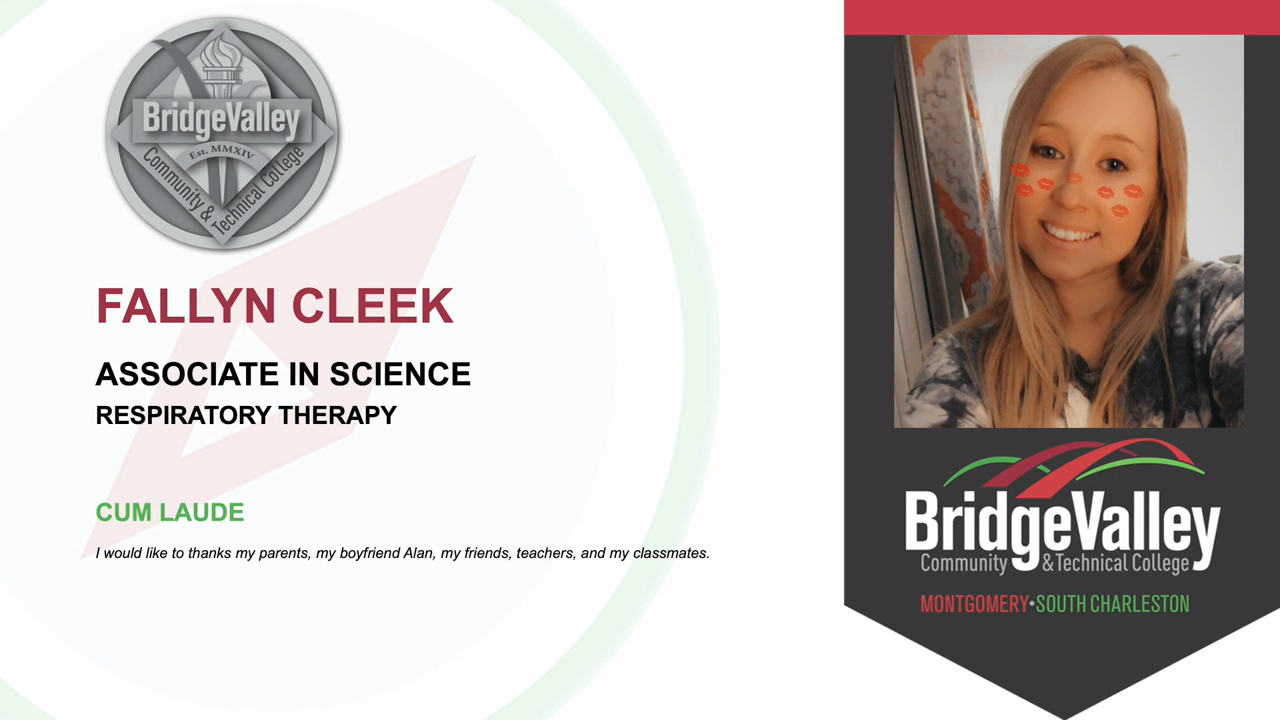 BridgeValley
Est. MMXIV
Community & Technical College
FALLYN CLEEK
ASSOCIATE IN SCIENCE
RESPIRATORY THERAPY
CUM LAUDE
I would like to thanks my parents, my boyfriend Alan, my friends, teachers, and my classmates.
BridgeValley
Community & Technical College
MONTGOMERY•SOUTH CHARLESTON